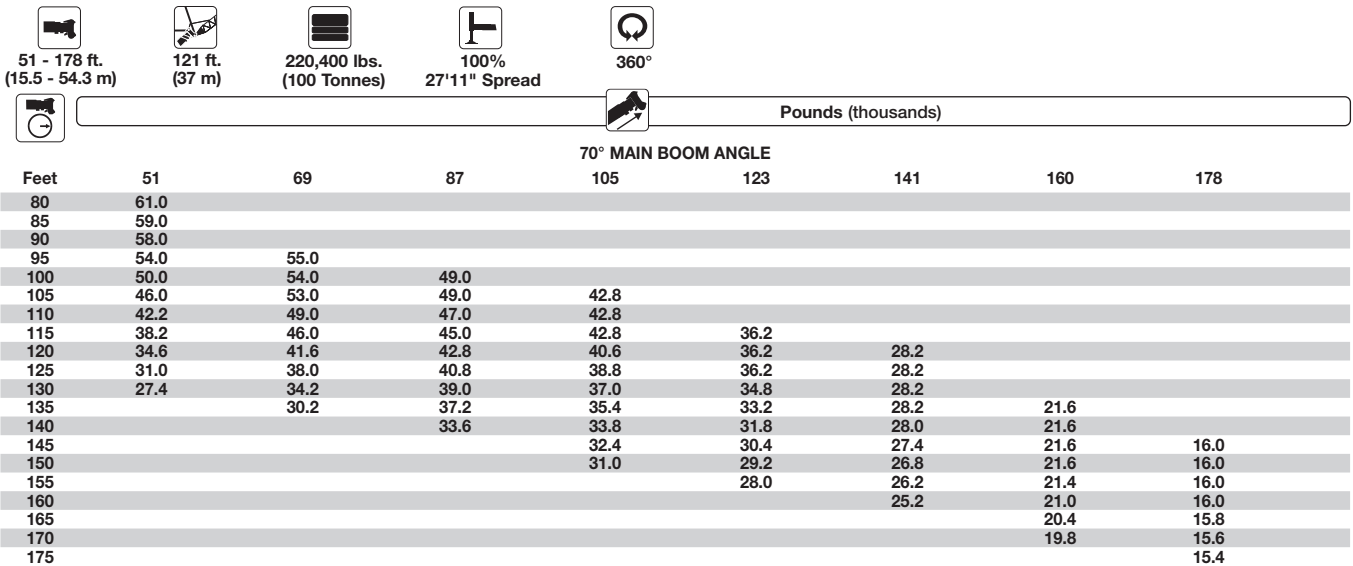 51 - 178 ft. 121 ft. 220,400 lbs. 100% 360°
(15.5 - 54.3 m) (37 m) (100 Tonnes) 27'11" Spread
Pounds (thousands)
70° MAIN BOOM ANGLE
Feet 51 69 87 105 123 141 160 178
80 61.0
85 59.0
90 58.0
95 54.0 55.0
100 50.0 54.0 49.0
105 46.0 53.0 49.0 42.8
110 42.2 49.0 47.0 42.8
115 38.2 46.0 45.0 42.8 36.2
120 34.6 41.6 42.8 40.6 36.2 28.2
125 31.0 38.0 40.8 38.8 36.2 28.2
130 27.4 34.2 39.0 37.0 34.8 28.2
135 30.2 37.2 35.4 33.2 28.2 21.6
140 33.6 33.8 31.8 28.0 21.6
145 32.4 30.4 27.4 21.6 16.0
150 31.0 29.2 26.8 21.6 16.0
155 28.0 26.2 21.4 16.0
160 25.2 21.0 16.0
165 20.4 15.8
170 19.8 15.6
175 15.4